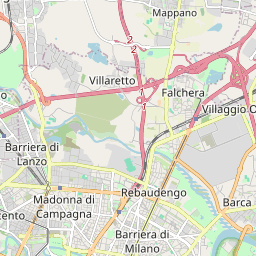 Mappano
2
2
Villaretto
Falchera
1
1
Villaggio O
Barriera di
Lanzo
Rebaudengo
Madonna di
Campagna
Barca
cento
Barriera di
Milano